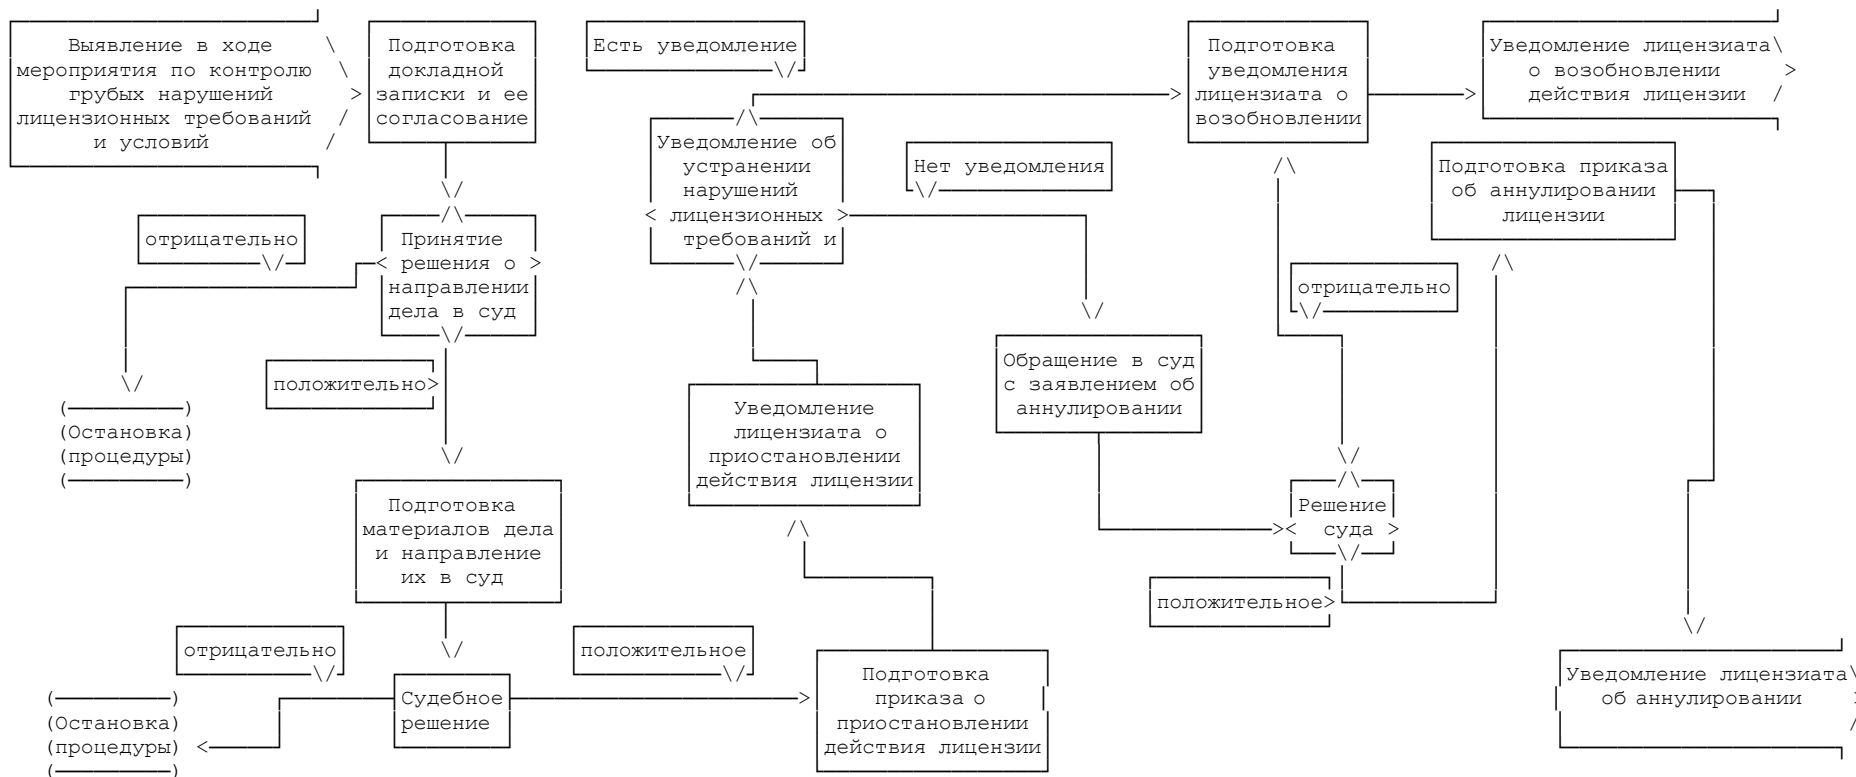 Выявление в ходе
мероприятия по контролю
грубых нарушений
лицензионных требований
и условий
Подготовка
докладной
записки и ее
согласование
Есть уведомление
Подготовка
уведомления
лицензиата о
возобновлении
Уведомление лицензиата
о возобновлении
действия лицензии
Уведомление об
устранении
нарушений
лицензионных
требований и
Нет уведомления
Подготовка приказа
об аннулировании
лицензии
отрицательно
Принятие
решения о
направлении
дела в суд
отрицательно
положительно
Обращение в суд
с заявлением об
аннулировании
(Остановка)
(процедуры)
Уведомление
лицензиата о
приостановлении
действия лицензии
Подготовка
материалов дела
и направление
их в суд
Решение
суда
положительное
отрицательно
положительное
Судебное
решение
Подготовка
приказа о
приостановлении
действия лицензии
Уведомление лицензиата
об аннулировании
(Остановка)
(процедуры)